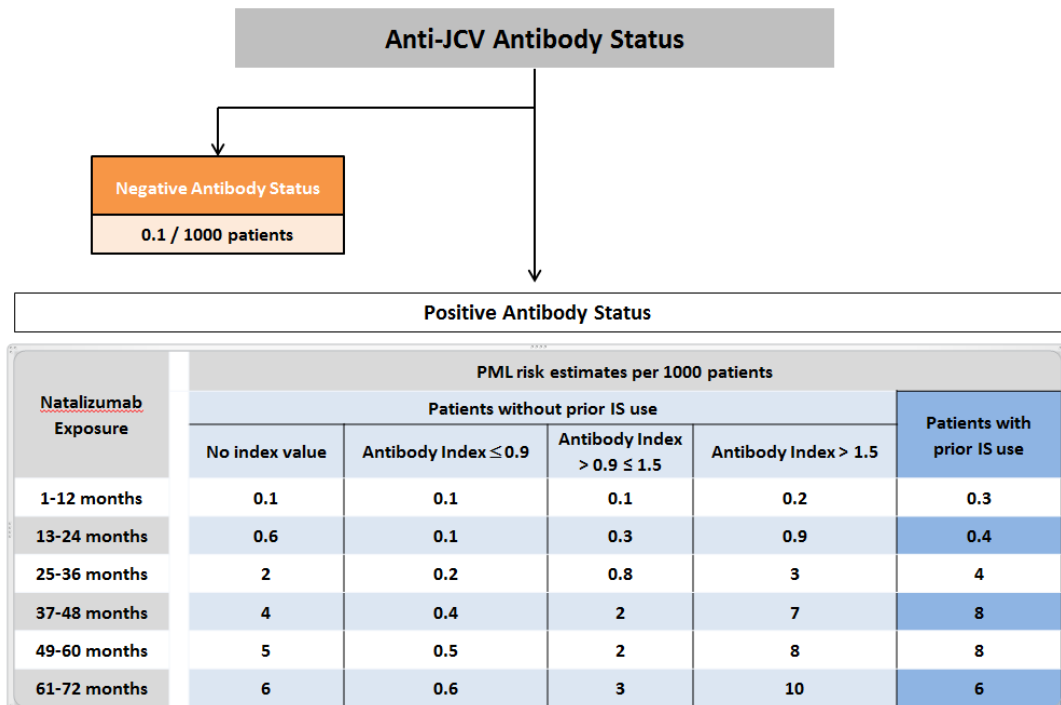 Anti-JCV Antibody Status
Negative Antibody Status
0.1 / 1000 patients
Positive Antibody Status
Natalizumab
Exposure
PML risk estimates per 1000 patients
Patients without prior IS use
Patients with
prior IS use
No index value
Antibody Index ≤ 0.9
Antibody Index
> 0.9 ≤ 1.5
Antibody Index > 1.5
1-12 months 0.1 0.1 0.1 0.2 0.3
13-24 months 0.6 0.1 0.3 0.9 0.4
25-36 months 2 0.2 0.8 3 4
37-48 months 4 0.4 2 7 8
49-60 months 5 0.5 2 8 8
61-72 months 6 0.6 3 10 6